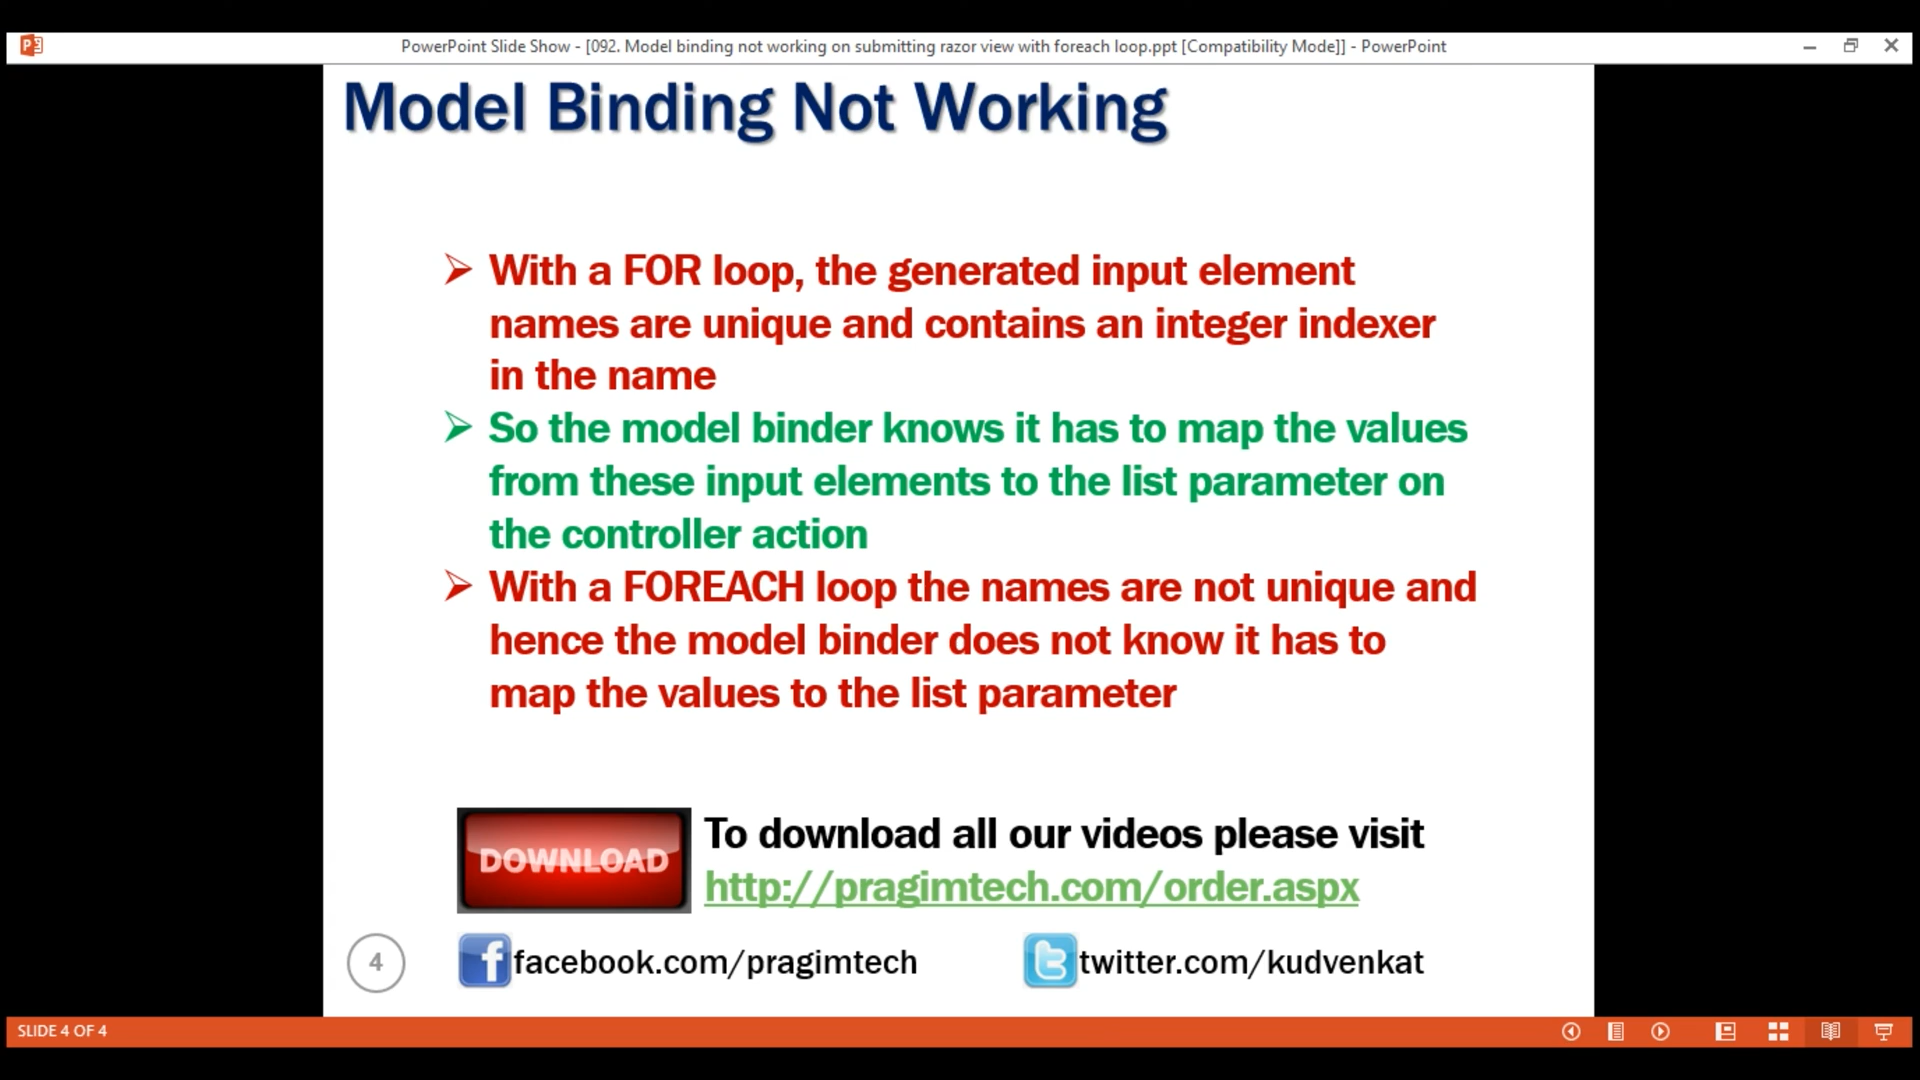 PowerPoint Slide Show - [092. Model binding not working on submitting razor view with foreach loop.ppt [Compatibility Mode]] - PowerPoint
Model Binding Not Working
With a FOR loop, the generated input element
names are unique and contains an integer indexer
in the name
So the model binder knows it has to map the values
from these input elements to the list parameter on
the controller action
With a FOREACH loop the names are not unique and
hence the model binder does not know it has to
map the values to the list parameter
DOWNLOAD
To download all our videos please visit
http://pragimtech.com/order.aspx
4
facebook.com/pragimtech
twitter.com/kudvenkat
SLIDE 4 OF 4